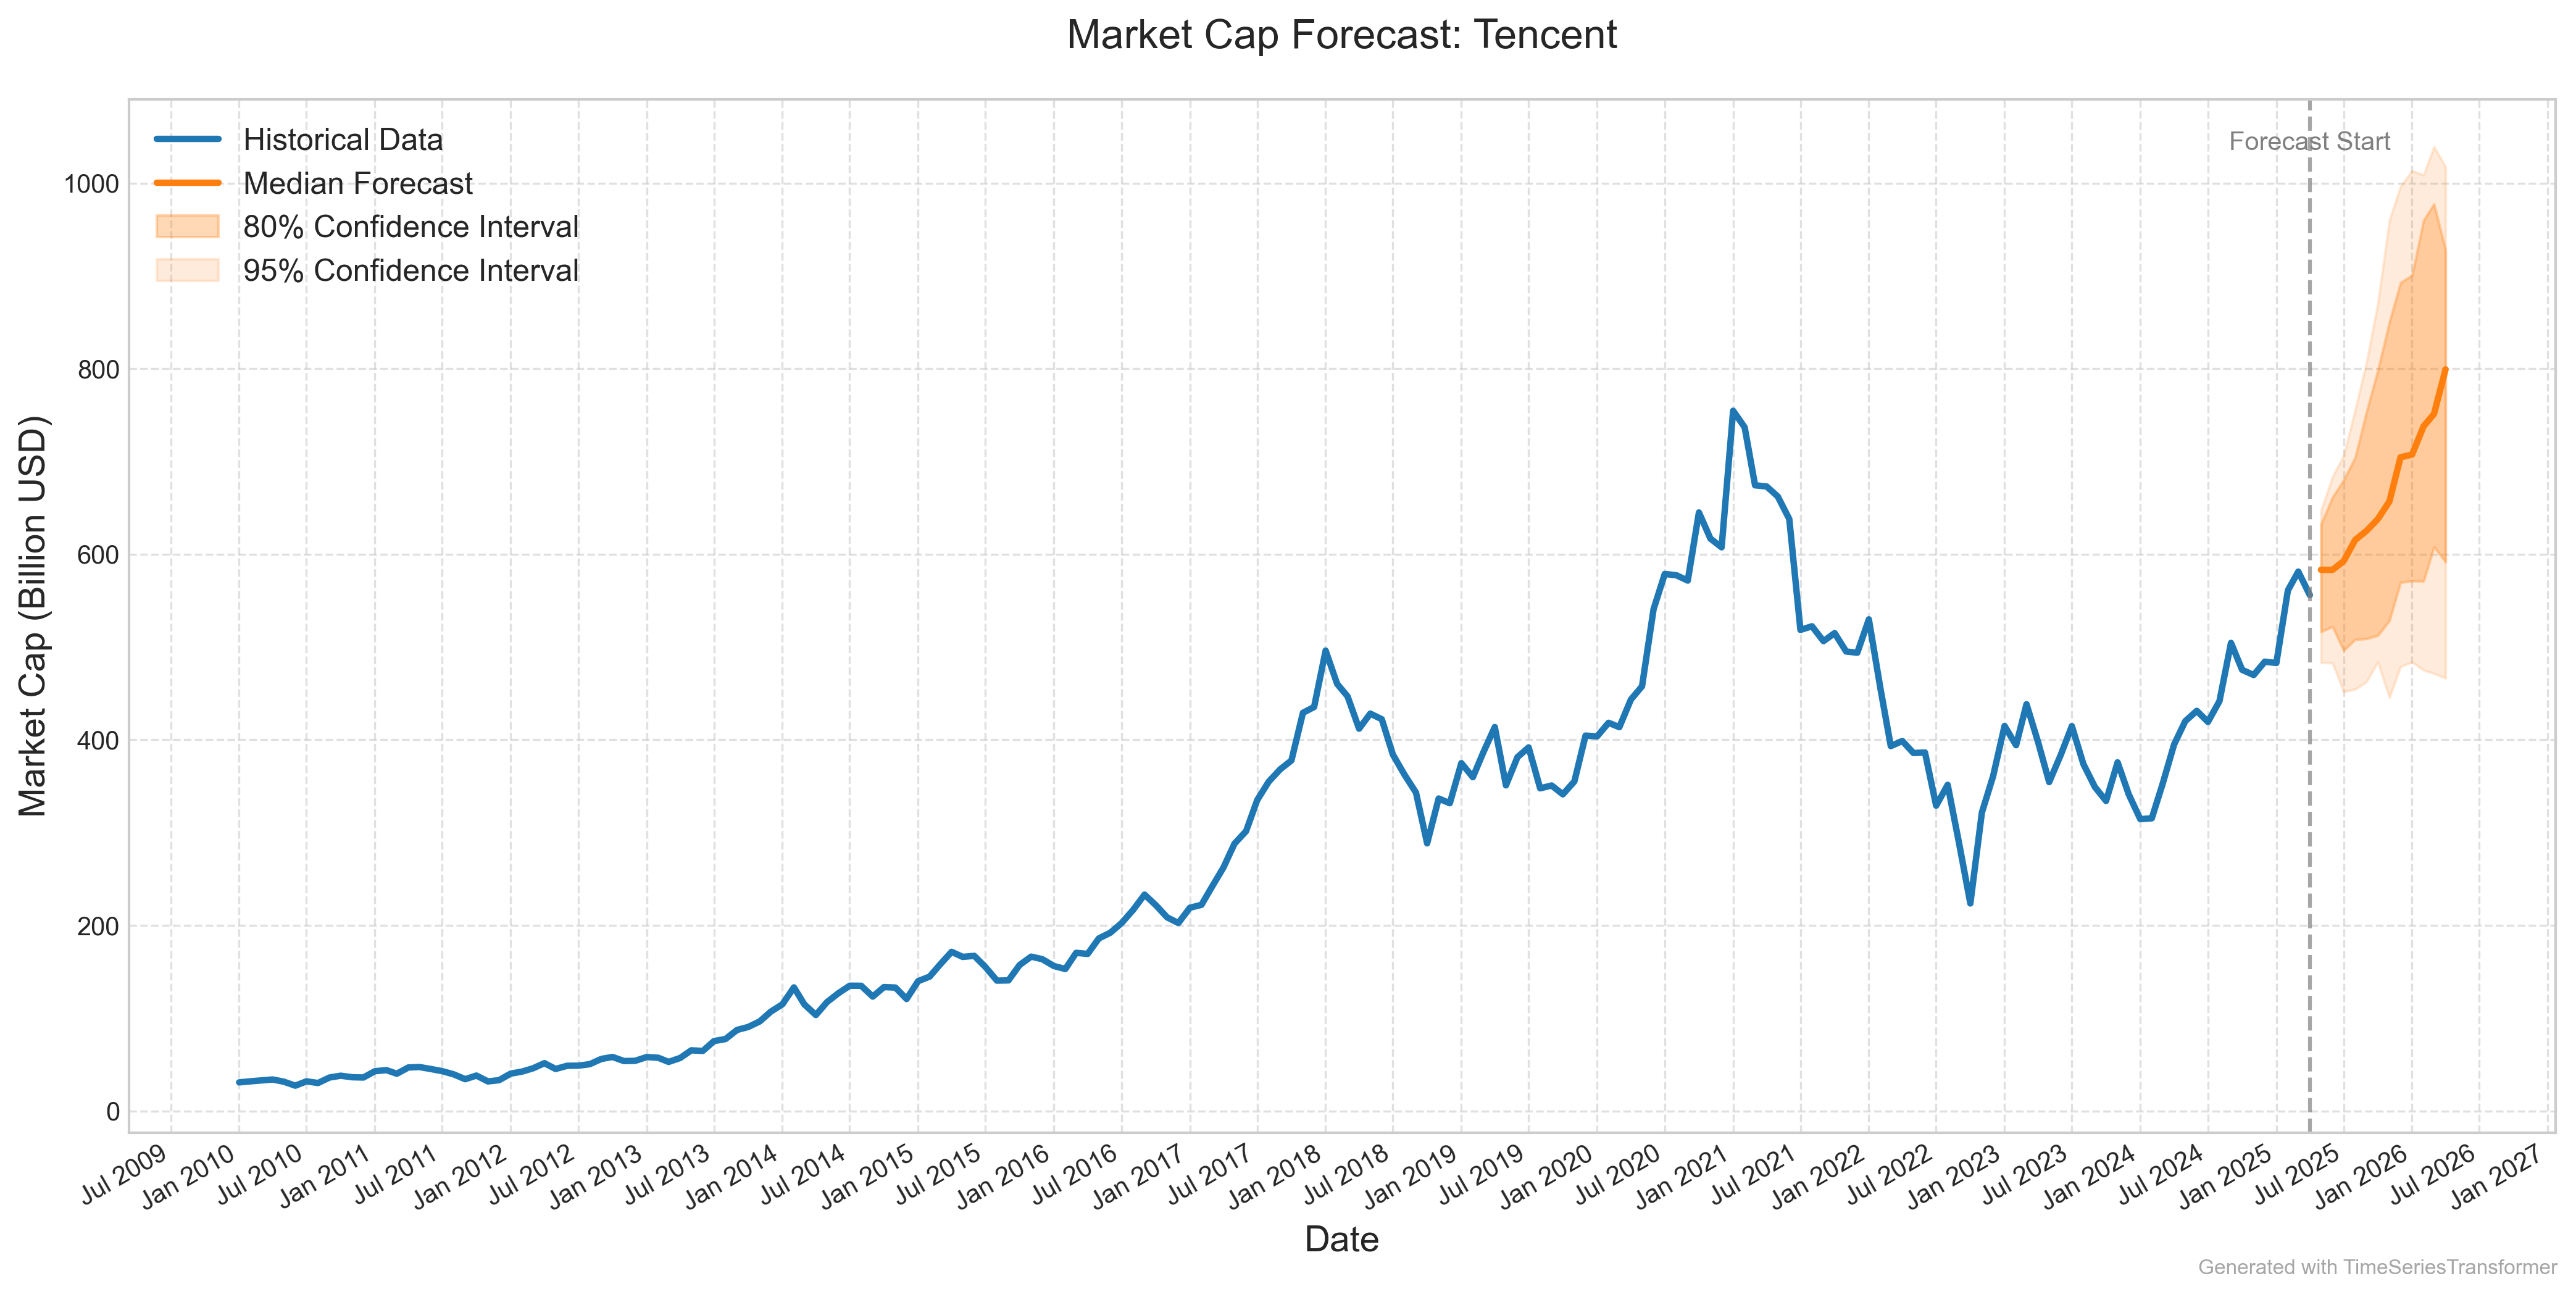 Market Cap Forecast: Tencent
Historical Data
Median Forecast
80% Confidence Interval
95% Confidence Interval
Forecast Start
Market Cap (Billion USD)
1000
800
600
400
200
0
Jul 2009
Jan 2010
Jul 2010
Jan 2011
Jul 2011
Jan 2012
Jul 2012
Jan 2013
Jul 2013
Jan 2014
Jul 2014
Jan 2015
Jul 2015
Jan 2016
Jul 2016
Jan 2017
Jul 2017
Jan 2018
Jul 2018
Jan 2019
Jul 2019
Jan 2020
Jul 2020
Jan 2021
Jul 2021
Jan 2022
Jul 2022
Jan 2023
Jul 2023
Jan 2024
Jul 2024
Jan 2025
Jul 2025
Jan 2026
Jul 2026
Jan 2027
Date
Generated with TimeSeriesTransformer